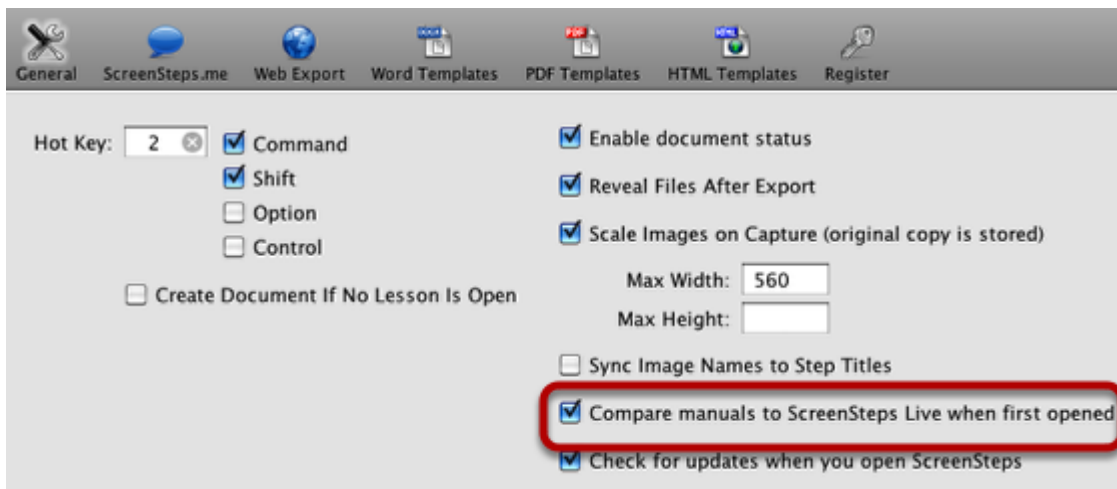 General ScreenSteps.me Web Export Word Templates PDF Templates HTML Templates Register
Hot Key: 2 Command
Shift
Option
Control
Create Document If No Lesson Is Open
Enable document status
Reveal Files After Export
Scale Images on Capture (original copy is stored)
Max Width: 560
Max Height:
Sync Image Names to Step Titles
Compare manuals to ScreenSteps Live when first opened
Check for updates when you open ScreenSteps